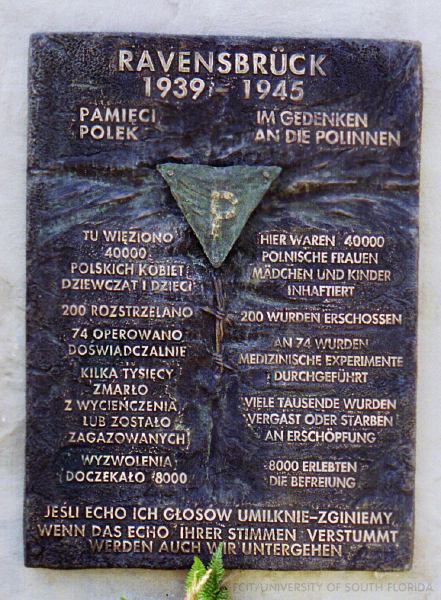 RAVENSBRÜCK
1939 - 1945
PAMIĘCI
POLEK
IM GEDENKEN
AN DIE POLINNEN
P
TU WIĘZIONO
40000
POLSKICH KOBIET
DZIEWCZĄT I DZIECI
200 ROZSTRZELANO
74 OPEROWANO
DOŚWIADCZALNIE
KILKA TYSIĘCY
ZMARŁO
Z WYCIEŃCZENIA
LUB ZOSTAŁO
ZAGAZOWANYCH
WYZWOLENIA
DOCZEKAŁO 8000
HIER WAREN 40000
POLNISCHE FRAUEN
MÄDCHEN UND KINDER
INHAFTIERT
200 WURDEN ERSCHOSSEN
AN 74 WURDEN
MEDIZINISCHE EXPERIMENTE
DURCHGEFÜHRT
VIELE TAUSENDE WURDEN
VERGAST ODER STARBEN
AN ERSCHÖPFUNG
8000 ERLEBTEN
DIE BEFREIUNG
JEŚLI ECHO ICH GŁOSÓW UMILKNIE-ZGINIEMY
WENN DAS ECHO IHRER STIMMEN VERSTUMMT
WERDEN AUCH WIR UNTERGEHEN
FCIT/UNIVERSITY OF SOUTH FLORIDA